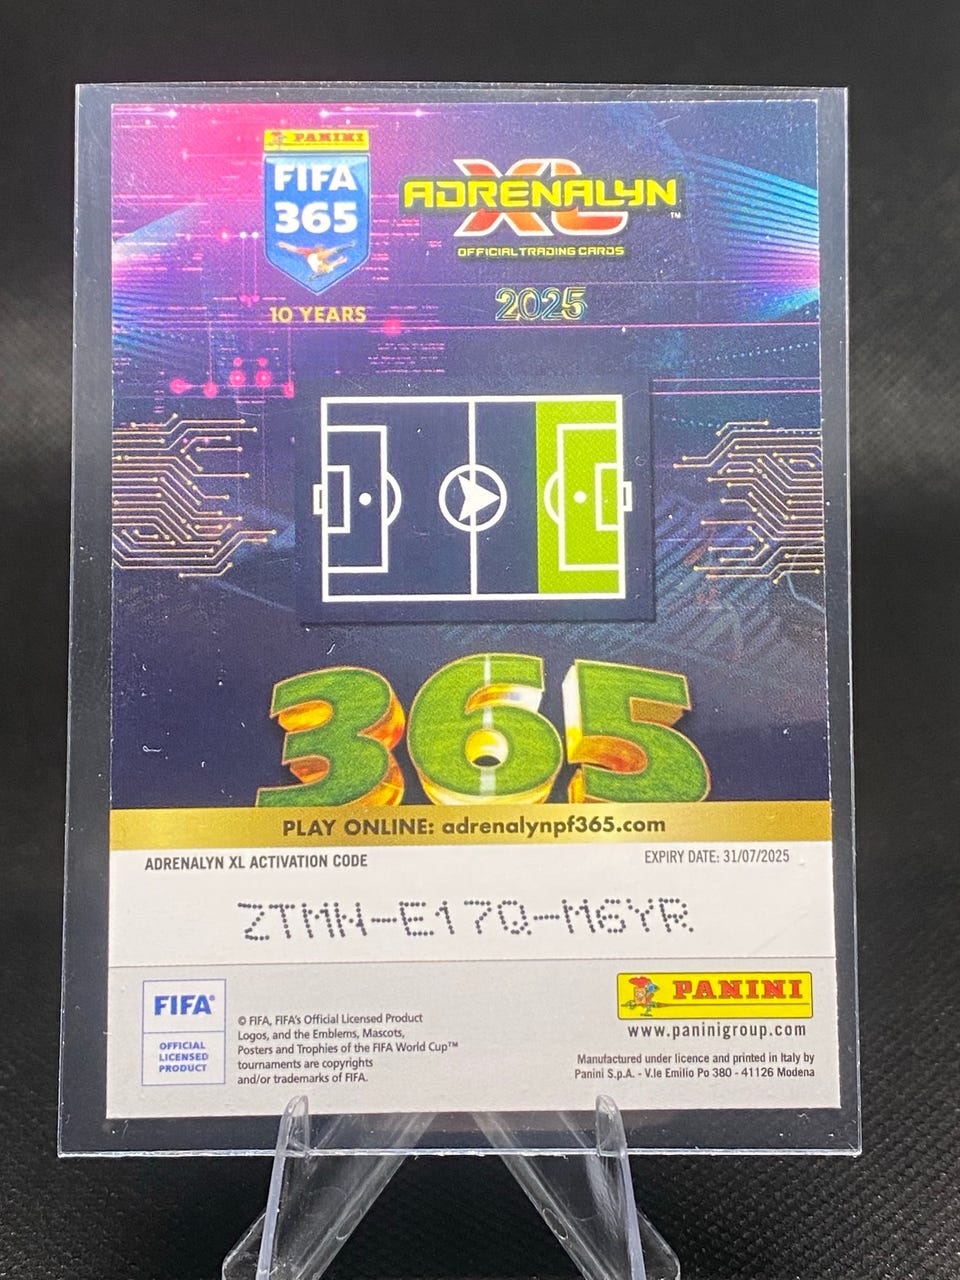 PANINI
FIFA
365
ADRENALYN
XL
™
OFFICIAL TRADING CARDS
10 YEARS
2025
365
PLAY ONLINE: adrenalynpf365.com
ADRENALYN XL ACTIVATION CODE
EXPIRY DATE: 31/07/2025
ZTMW-E17Q-M6YR
FIFA®
OFFICIAL
LICENSED
PRODUCT
© FIFA, FIFA's Official Licensed Product
Logos, and the Emblems, Mascots,
Posters and Trophies of the FIFA World Cup™
tournaments are copyrights
and/or trademarks of FIFA.
PANINI
www.paninigroup.com
Manufactured under licence and printed in Italy by
Panini S.p.A. - V.le Emilio Po 380 - 41126 Modena